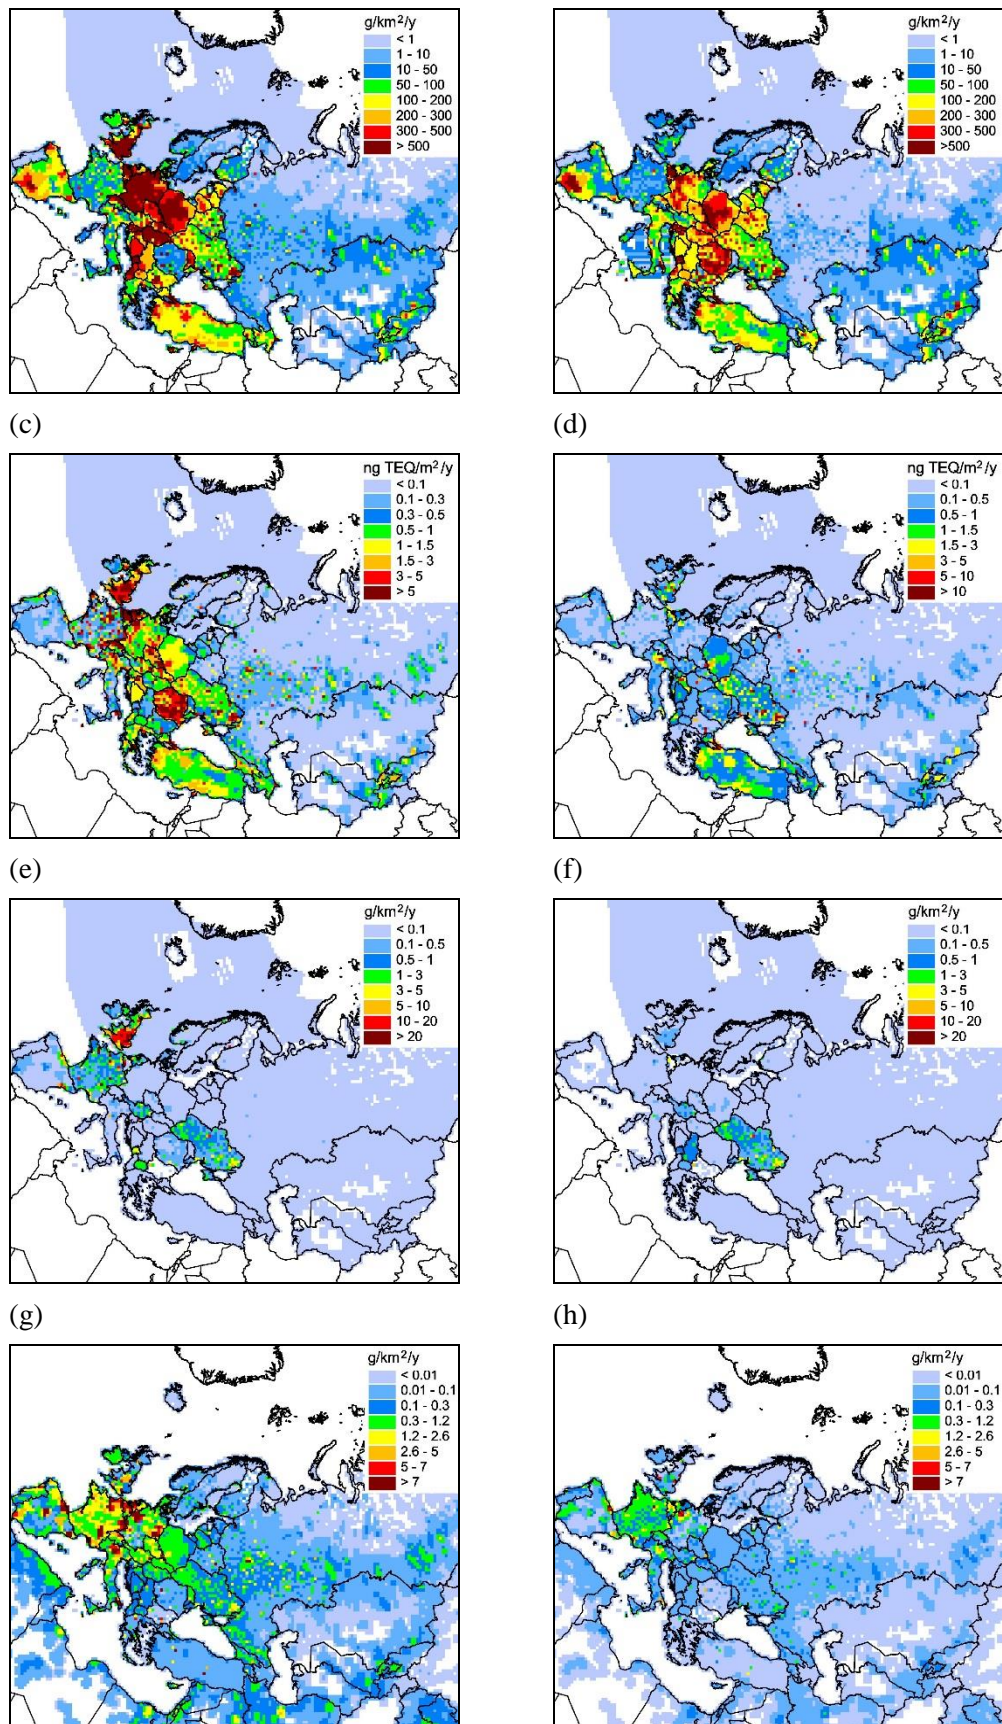 g/km²/y
< 1
1 - 10
10 - 50
50 - 100
100 - 200
200 - 300
300 - 500
>500
g/km²/y
< 1
1 - 10
10 - 50
50 - 100
100 - 200
200 - 300
300 - 500
>500
(c)
(d)
ng TEQ/m²/y
< 0.1
0.1 - 0.3
0.3 - 0.5
0.5 - 1
1 - 1.5
1.5 - 3
3 - 5
> 5
ng TEQ/m²/y
< 0.1
0.1 - 0.5
0.5 - 1
1 - 1.5
1.5 - 3
3 - 5
5 - 10
> 10
(e)
(f)
g/km²/y
< 0.1
0.1 - 0.5
0.5 - 1
1 - 3
3 - 5
5 - 10
10 - 20
> 20
g/km²/y
< 0.1
0.1 - 0.5
0.5 - 1
1 - 3
3 - 5
5 - 10
10 - 20
> 20
(g)
(h)
g/km²/y
< 0.01
0.01 - 0.1
0.1 - 0.3
0.3 - 1.2
1.2 - 2.6
2.6 - 5
5 - 7
> 7
g/km²/y
< 0.01
0.01 - 0.1
0.1 - 0.3
0.3 - 1.2
1.2 - 2.6
2.6 - 5
5 - 7
> 7